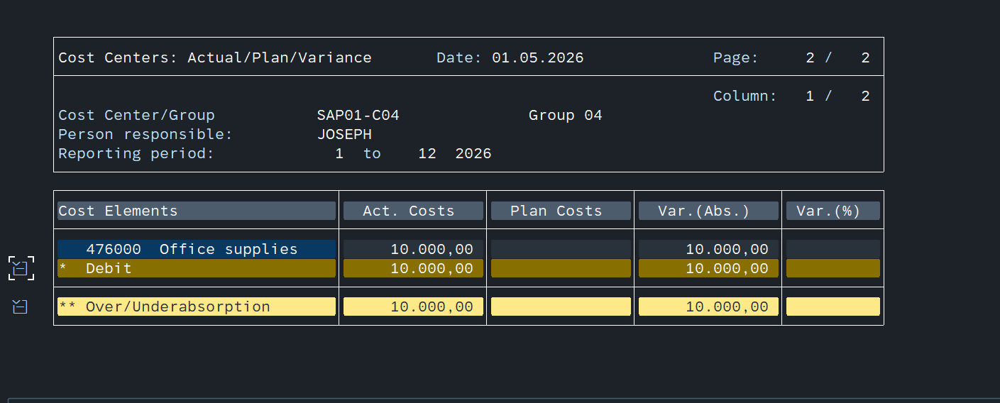 Cost Centers: Actual/Plan/Variance Date: 01.05.2026 Page: 2 / 2
Column: 1 / 2
Cost Center/Group SAP01-C04 Group 04
Person responsible: JOSEPH
Reporting period: 1 to 12 2026
Cost Elements Act. Costs Plan Costs Var.(Abs.) Var.(%)
476000 Office supplies 10.000,00 10.000,00
* Debit 10.000,00 10.000,00
** Over/Underabsorption 10.000,00 10.000,00